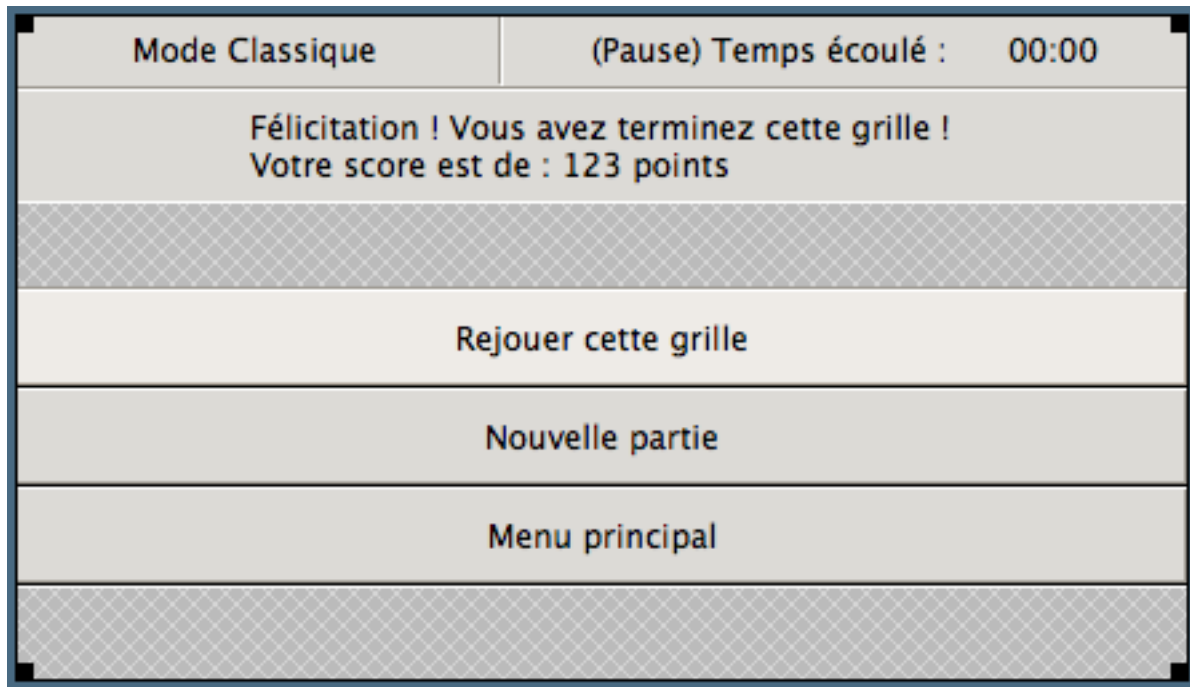 Mode Classique (Pause) Temps écoulé : 00:00
Félicitation ! Vous avez terminez cette grille !
Votre score est de : 123 points
Rejouer cette grille
Nouvelle partie
Menu principal